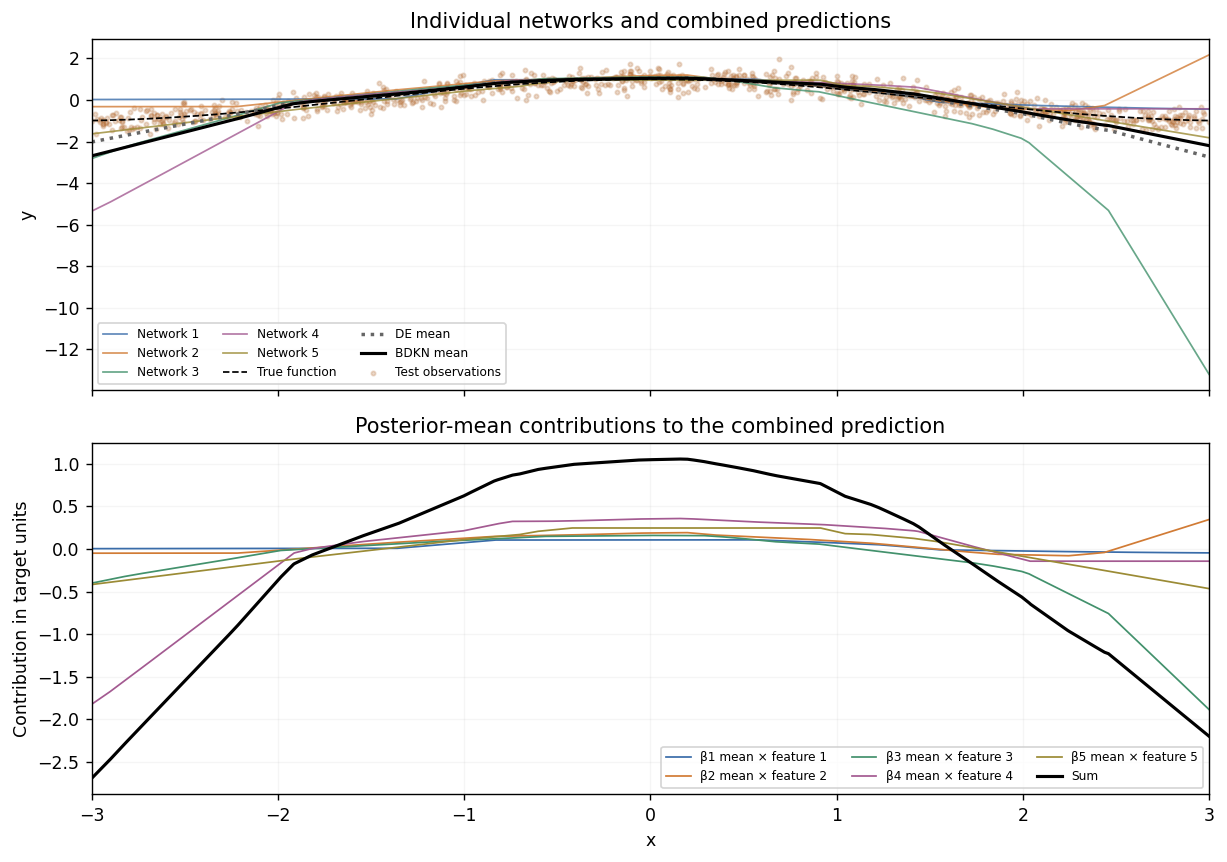 Individual networks and combined predictions
2
0
−2
−4
−6
−8
−10
−12
y
Network 1
Network 2
Network 3
Network 4
Network 5
True function
DE mean
BDKN mean
Test observations
Posterior-mean contributions to the combined prediction
1.0
0.5
0.0
−0.5
−1.0
−1.5
−2.0
−2.5
Contribution in target units
β1 mean × feature 1
β2 mean × feature 2
β3 mean × feature 3
β4 mean × feature 4
β5 mean × feature 5
Sum
−3 −2 −1 0 1 2 3
x